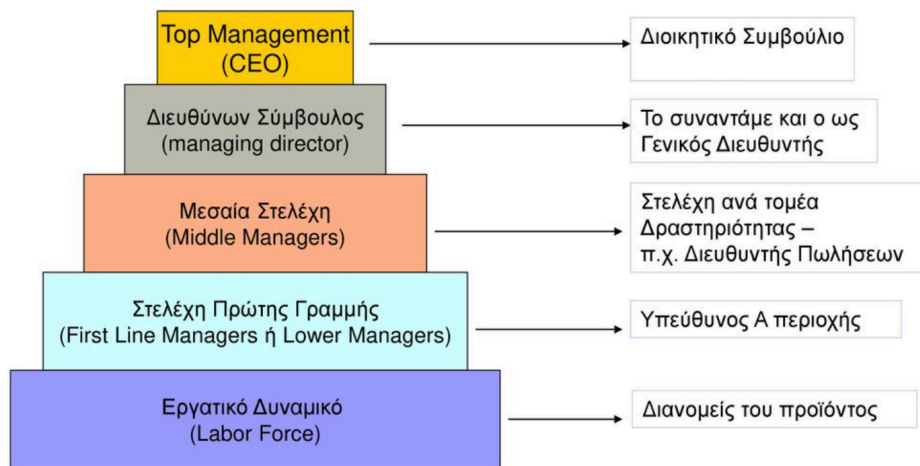 Top Management
(CEO)
Διοικητικό Συμβούλιο
Διευθύνων Σύμβουλος
(managing director)
Το συναντάμε και ο ως
Γενικός Διευθυντής
Μεσαία Στελέχη
(Middle Managers)
Στελέχη ανά τομέα
Δραστηριότητας –
π.χ. Διευθυντής Πωλήσεων
Στελέχη Πρώτης Γραμμής
(First Line Managers ή Lower Managers)
Υπεύθυνος Α περιοχής
Εργατικό Δυναμικό
(Labor Force)
Διανομείς του προϊόντος